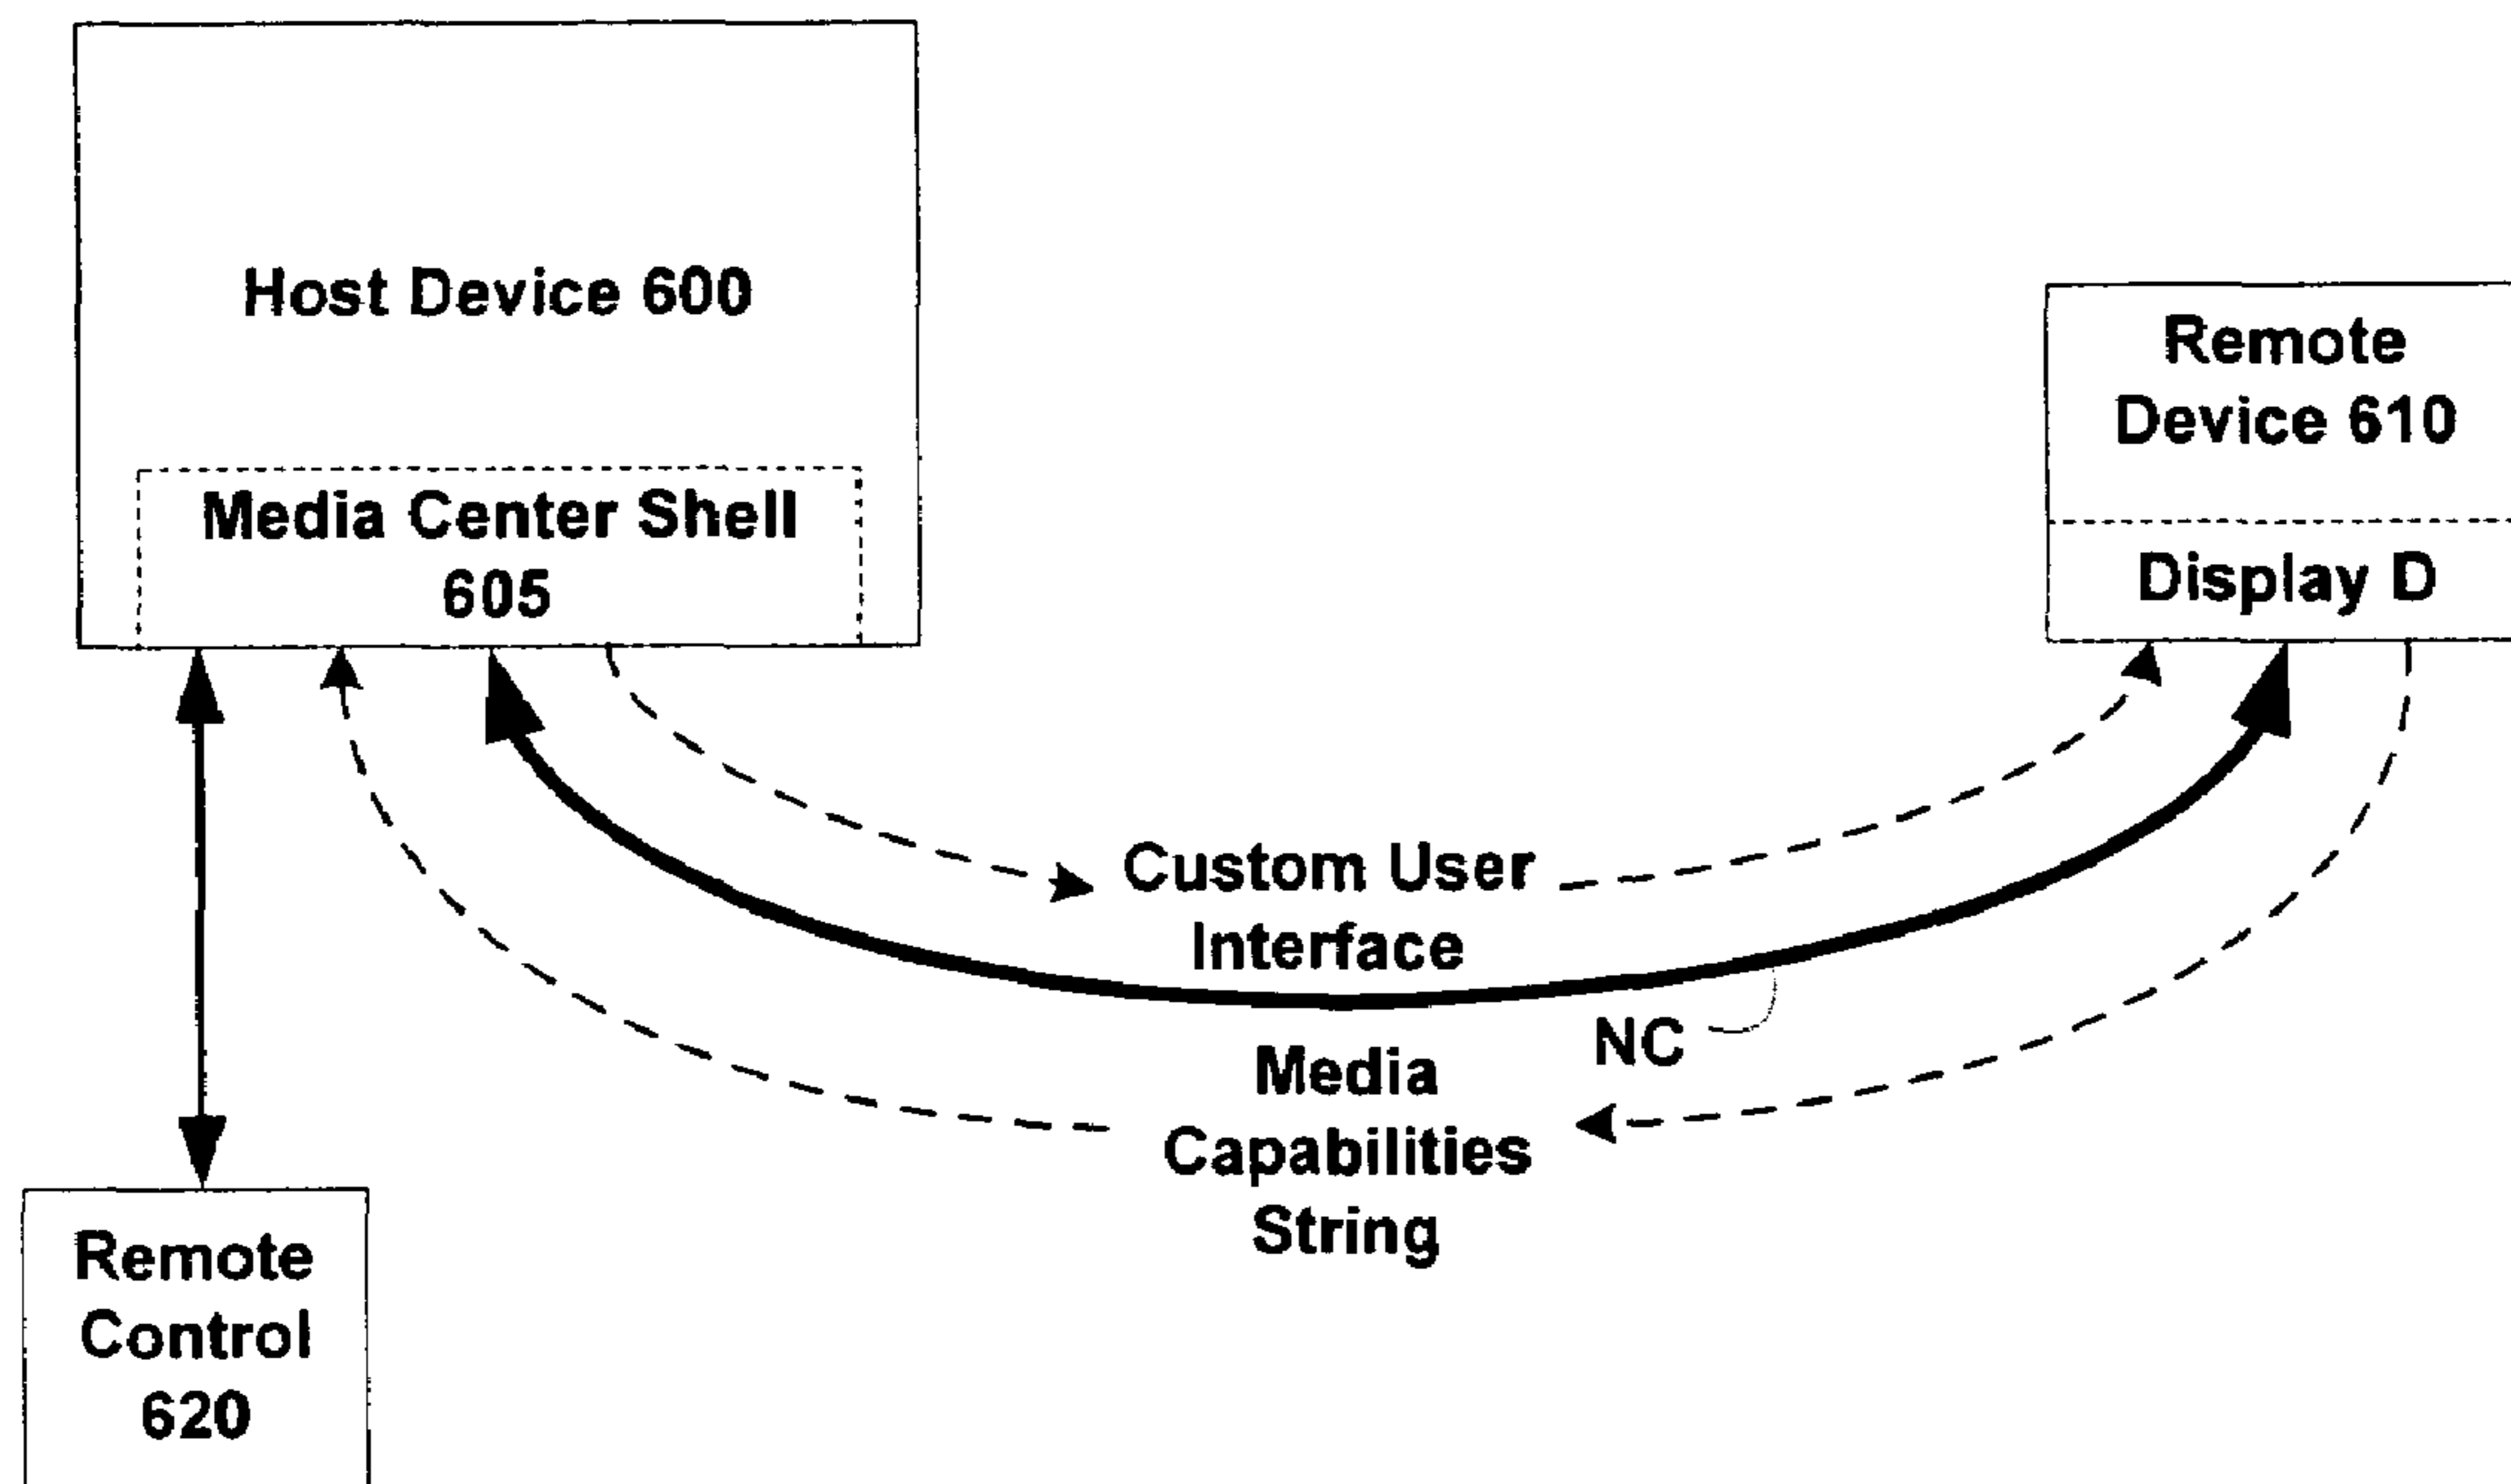 Host Device 600
Media Center Shell
605
Remote
Device 610
Display D
Custom User
Interface
NC
Media
Capabilities
String
Remote
Control
620